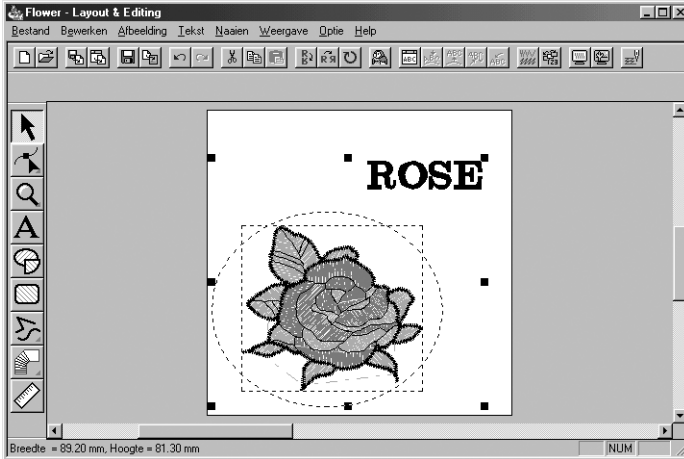 Flower - Layout & Editing
Bestand Bewerken Afbeelding Tekst Naaien Weergave Optie Help
ROSE
A
Breedte = 89.20 mm, Hoogte = 81.30 mm NUM